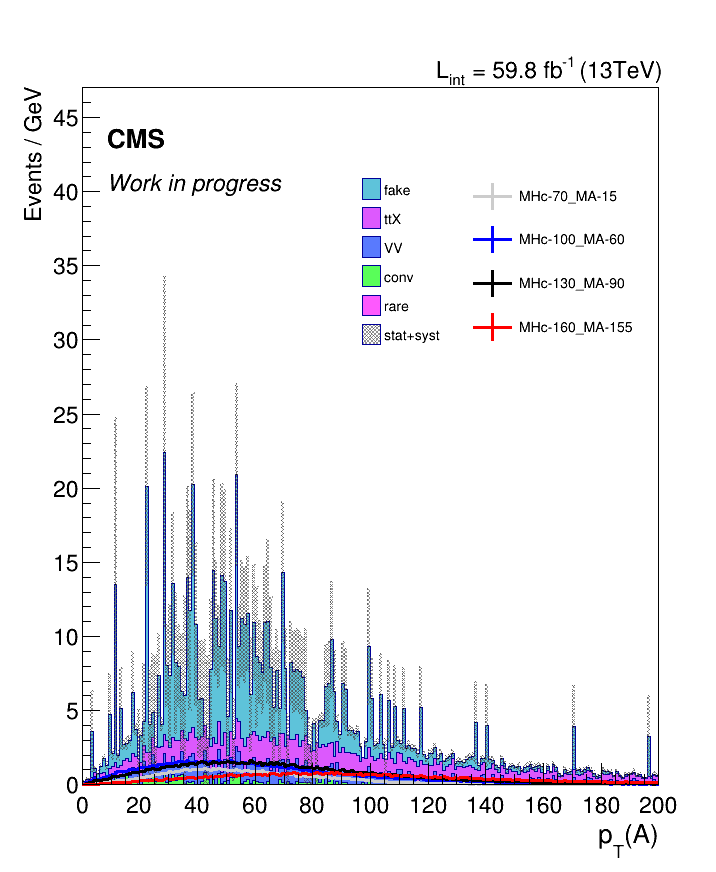 L_int = 59.8 fb^-1 (13TeV)
Events / GeV
CMS
Work in progress
fake
ttX
VV
conv
rare
stat+syst
MHc-70_MA-15
MHc-100_MA-60
MHc-130_MA-90
MHc-160_MA-155
45
40
35
30
25
20
15
10
5
0
0 20 40 60 80 100 120 140 160 180 200
p_T(A)